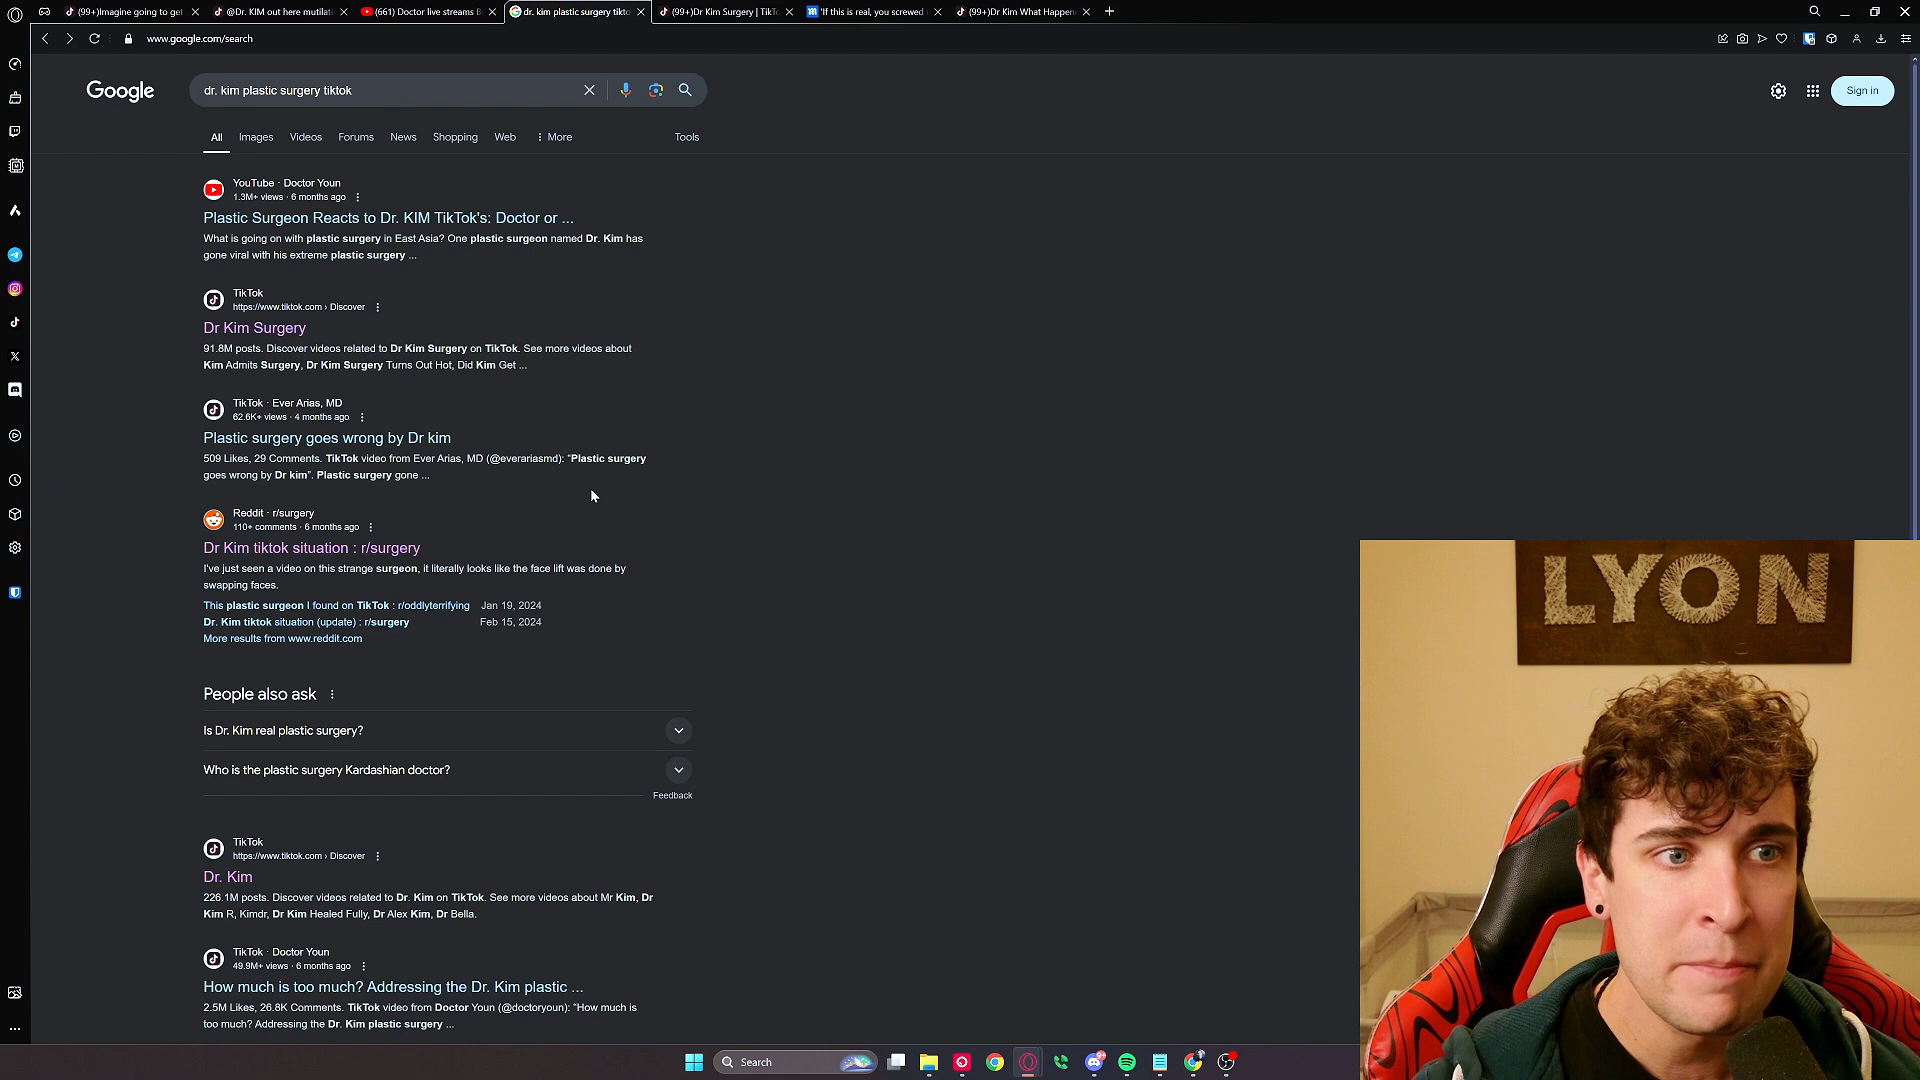 (99+)Imagine going to get
@Dr. KIM out here mutilati
(661) Doctor live streams B
dr. kim plastic surgery tikto
(99+)Dr Kim Surgery | TikTo
'If this is real, you screwed
(99+)Dr Kim What Happen
www.google.com/search
Google
dr. kim plastic surgery tiktok
Sign in
All
Images
Videos
Forums
News
Shopping
Web
More
Tools
YouTube · Doctor Youn
1.3M+ views · 6 months ago
Plastic Surgeon Reacts to Dr. KIM TikTok's: Doctor or ...
What is going on with plastic surgery in East Asia? One plastic surgeon named Dr. Kim has
gone viral with his extreme plastic surgery ...
TikTok
https://www.tiktok.com › Discover
Dr Kim Surgery
91.8M posts. Discover videos related to Dr Kim Surgery on TikTok. See more videos about
Kim Admits Surgery, Dr Kim Surgery Turns Out Hot, Did Kim Get ...
TikTok · Ever Arias, MD
62.6K+ views · 4 months ago
Plastic surgery goes wrong by Dr kim
509 Likes, 29 Comments. TikTok video from Ever Arias, MD (@everariasmd): “Plastic surgery
goes wrong by Dr kim”. Plastic surgery gone ...
Reddit · r/surgery
110+ comments · 6 months ago
Dr Kim tiktok situation : r/surgery
I've just seen a video on this strange surgeon, it literally looks like the face lift was done by
swapping faces.
This plastic surgeon I found on TikTok : r/oddlyterrifying Jan 19, 2024
Dr. Kim tiktok situation (update) : r/surgery Feb 15, 2024
More results from www.reddit.com
People also ask
Is Dr. Kim real plastic surgery?
Who is the plastic surgery Kardashian doctor?
Feedback
TikTok
https://www.tiktok.com › Discover
Dr. Kim
226.1M posts. Discover videos related to Dr. Kim on TikTok. See more videos about Mr Kim, Dr
Kim R, Kimdr, Dr Kim Healed Fully, Dr Alex Kim, Dr Bella.
TikTok · Doctor Youn
49.9M+ views · 6 months ago
How much is too much? Addressing the Dr. Kim plastic ...
2.5M Likes, 26.8K Comments. TikTok video from Doctor Youn (@doctoryoun): “How much is
too much? Addressing the Dr. Kim plastic surgery ...
LYON
Search